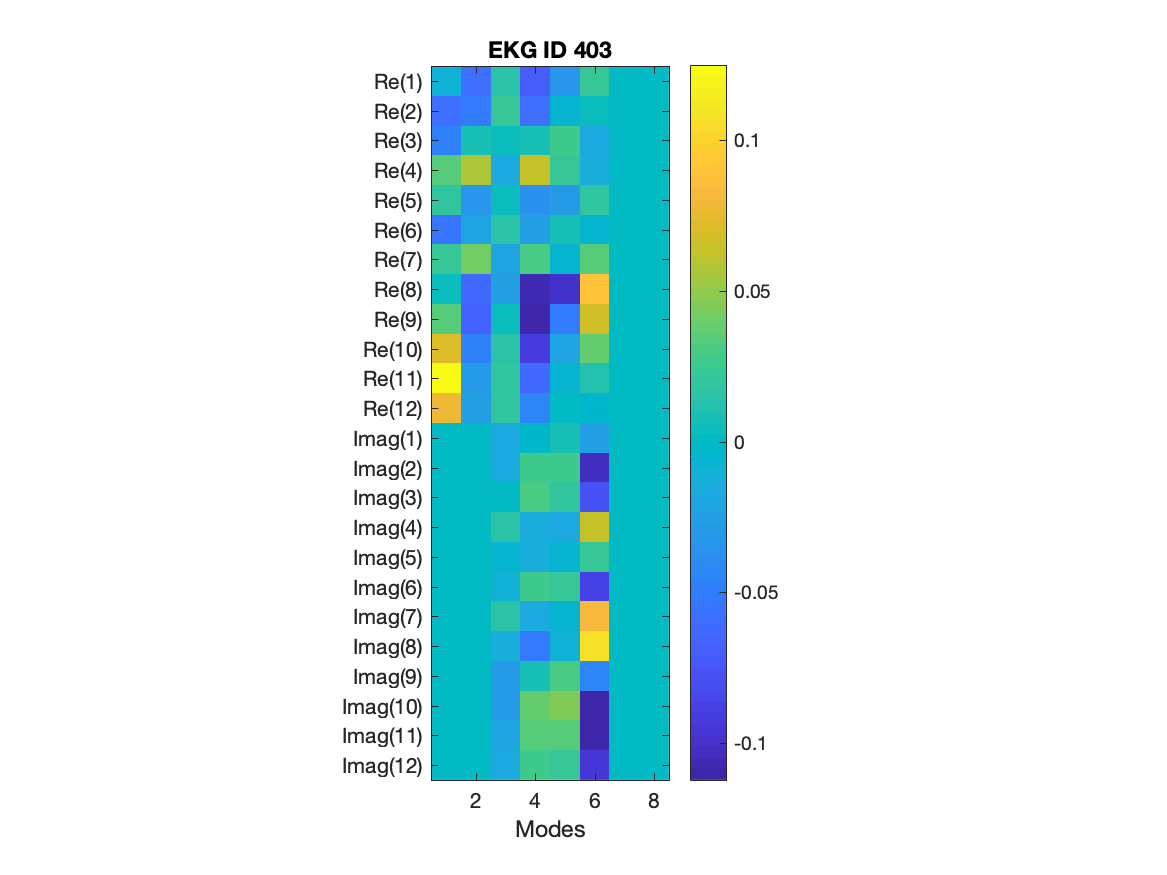 EKG ID 403
Re(1)
Re(2)
Re(3)
Re(4)
Re(5)
Re(6)
Re(7)
Re(8)
Re(9)
Re(10)
Re(11)
Re(12)
Imag(1)
Imag(2)
Imag(3)
Imag(4)
Imag(5)
Imag(6)
Imag(7)
Imag(8)
Imag(9)
Imag(10)
Imag(11)
Imag(12)
2 4 6 8
Modes
0.1
0.05
0
-0.05
-0.1